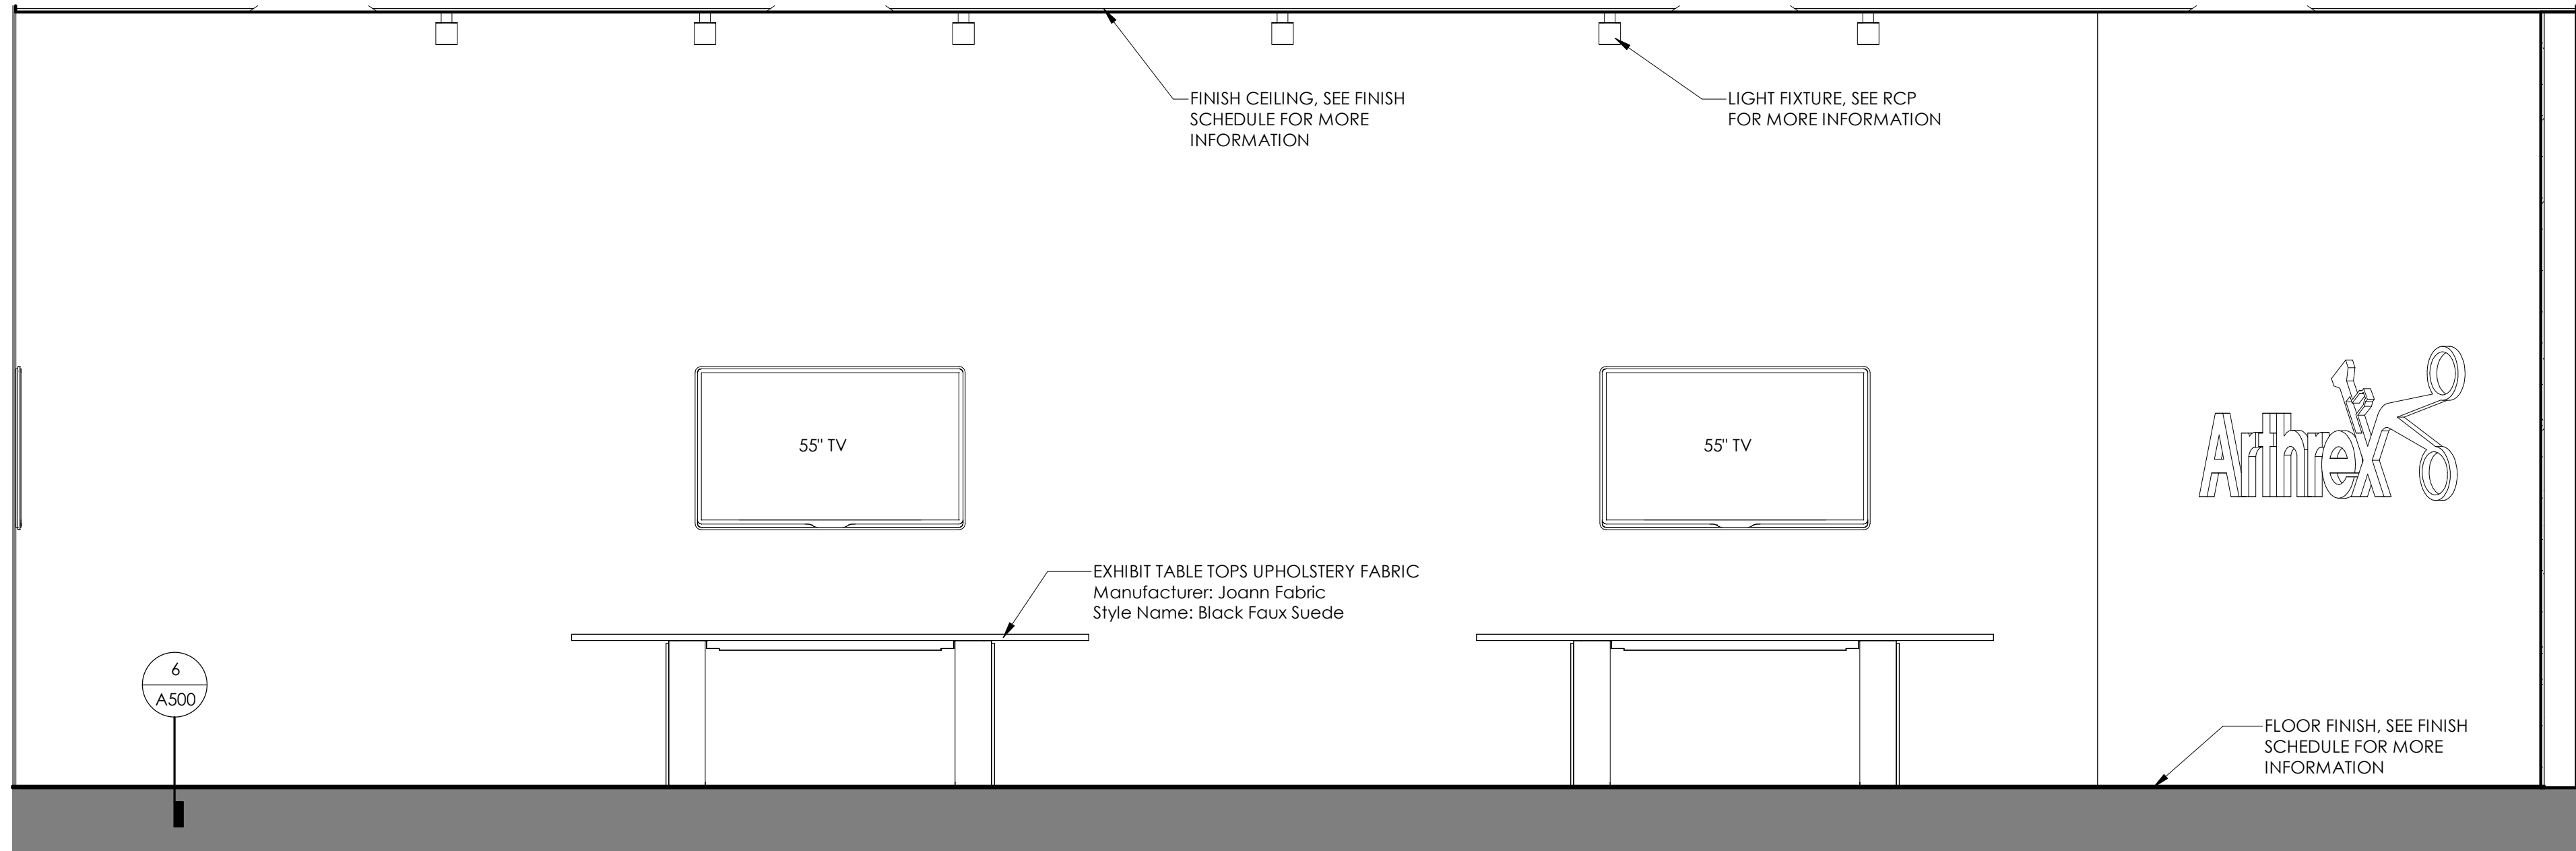 FINISH CEILING, SEE FINISH
SCHEDULE FOR MORE
INFORMATION
LIGHT FIXTURE, SEE RCP
FOR MORE INFORMATION
55" TV
55" TV
Arthrex
EXHIBIT TABLE TOPS UPHOLSTERY FABRIC
Manufacturer: Joann Fabric
Style Name: Black Faux Suede
6
A500
FLOOR FINISH, SEE FINISH
SCHEDULE FOR MORE
INFORMATION